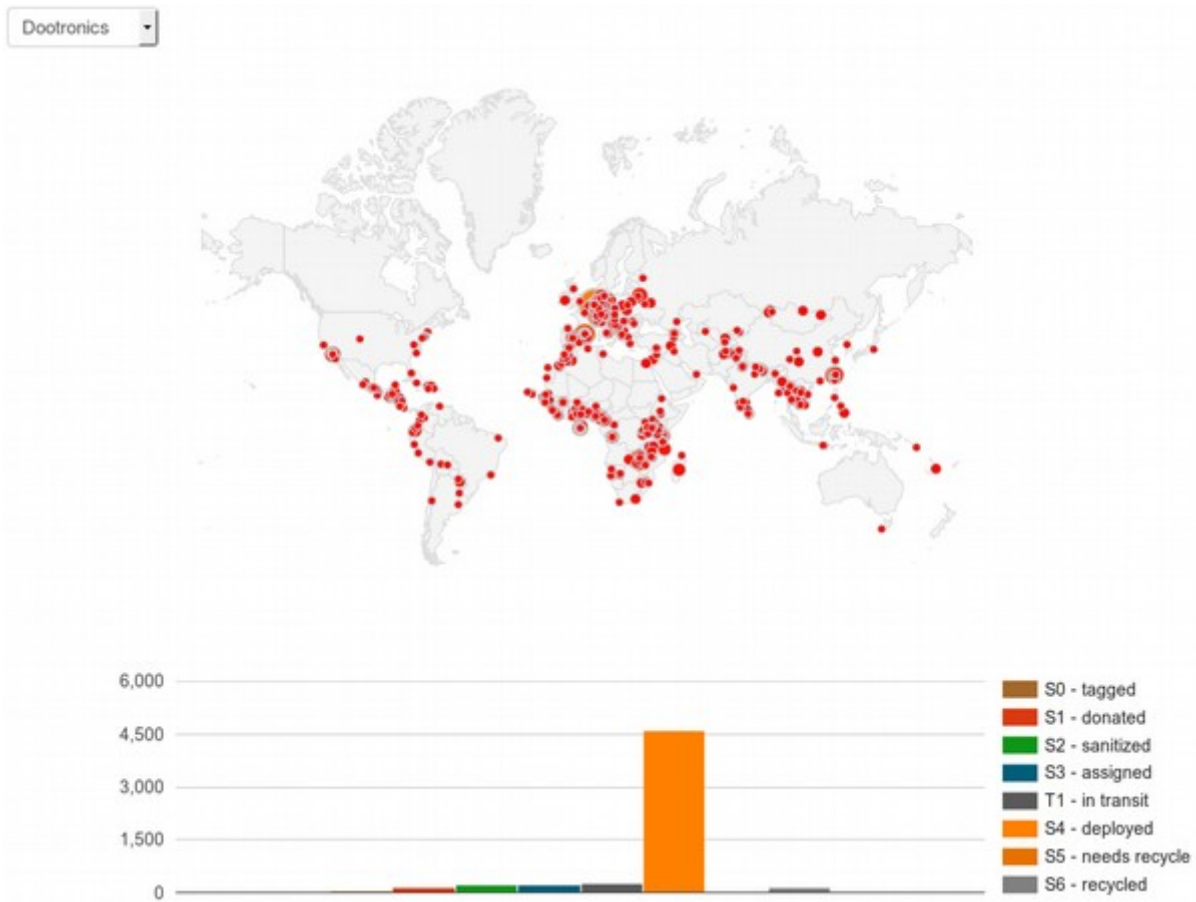 Dootronics
6,000
4,500
3,000
1,500
0
S0 - tagged
S1 - donated
S2 - sanitized
S3 - assigned
T1 - in transit
S4 - deployed
S5 - needs recycle
S6 - recycled